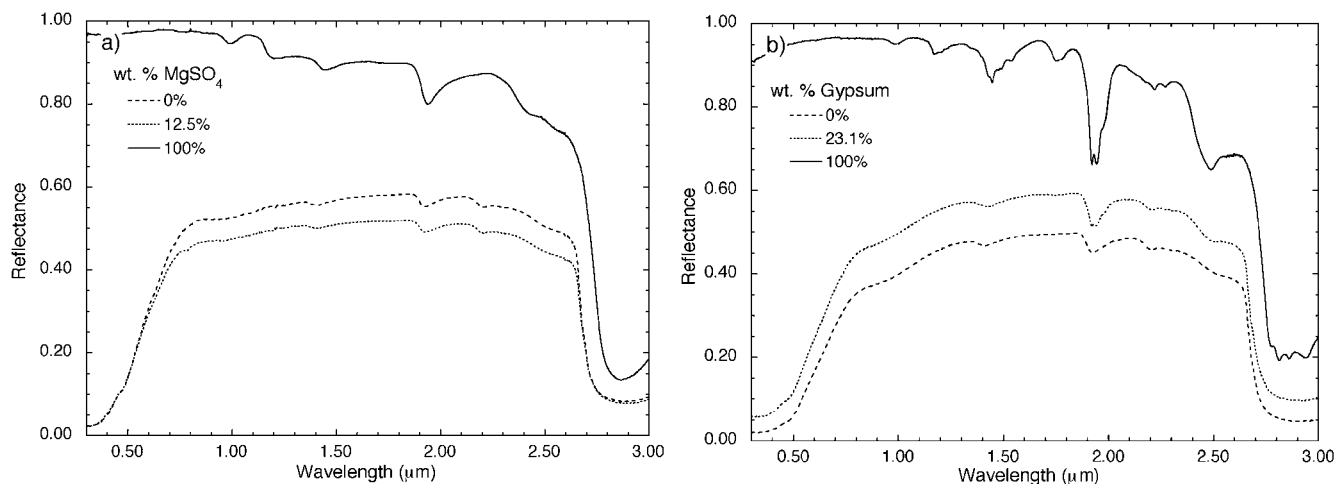 a)
wt. % MgSO4
0%
12.5%
100%
Reflectance
1.00
0.80
0.60
0.40
0.20
0.00
0.50 1.00 1.50 2.00 2.50 3.00
Wavelength (μm)
b)
wt. % Gypsum
0%
23.1%
100%
Reflectance
1.00
0.80
0.60
0.40
0.20
0.00
0.50 1.00 1.50 2.00 2.50 3.00
Wavelength (μm)